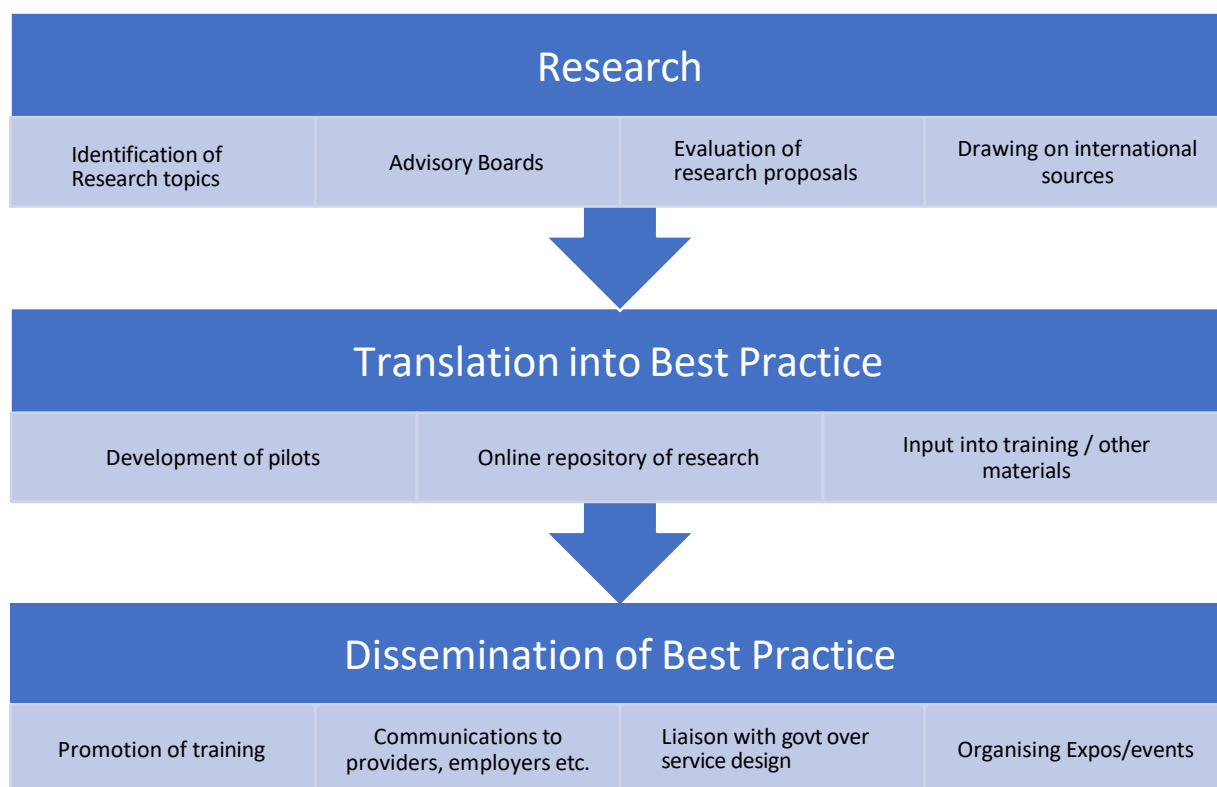 Research
Identification of
Research topics
Advisory Boards
Evaluation of
research proposals
Drawing on international
sources
Translation into Best Practice
Development of pilots
Online repository of research
Input into training / other
materials
Dissemination of Best Practice
Promotion of training
Communications to
providers, employers etc.
Liaison with govt over
service design
Organising Expos/events